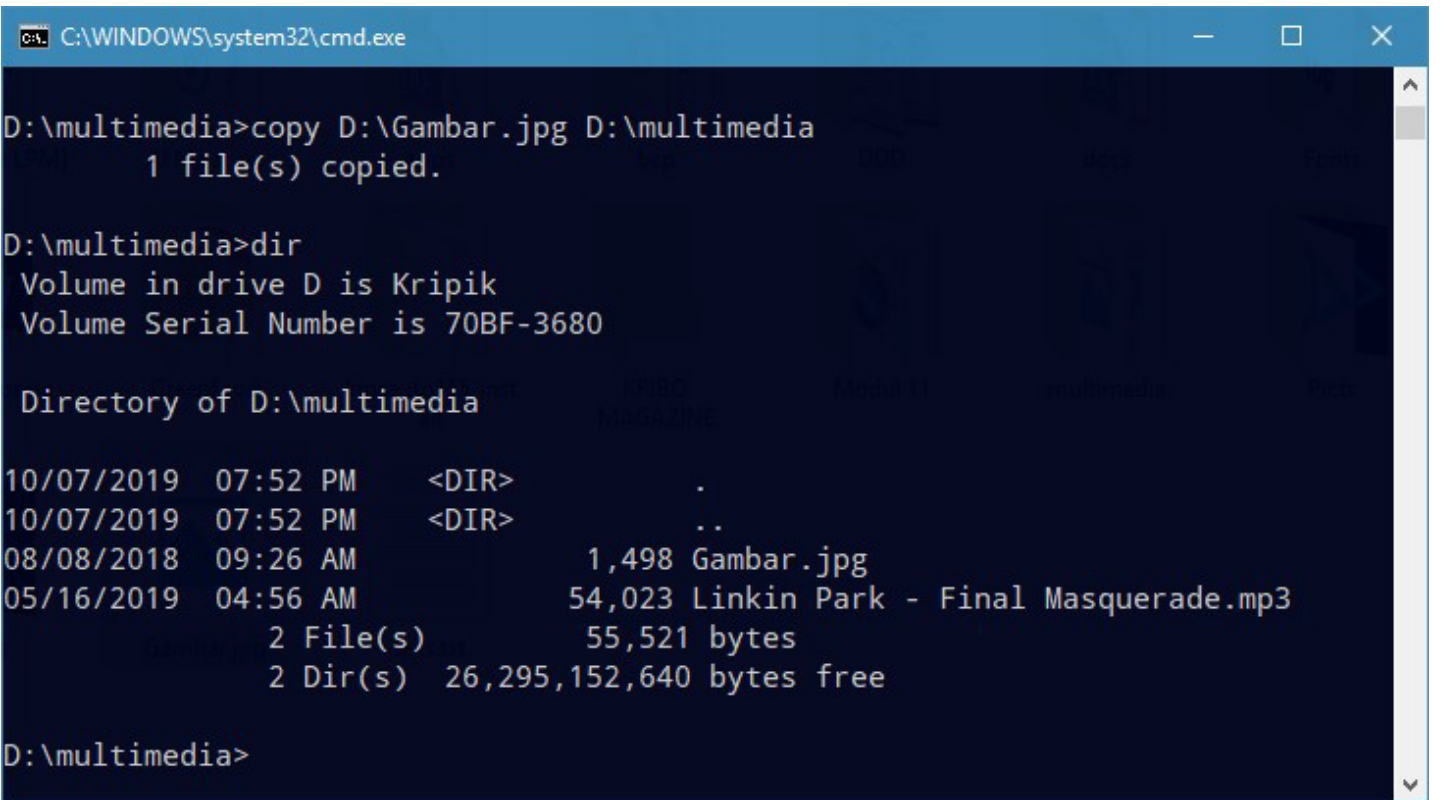 C:\WINDOWS\system32\cmd.exe
D:\multimedia>copy D:\Gambar.jpg D:\multimedia
        1 file(s) copied.
D:\multimedia>dir
 Volume in drive D is Kripik
 Volume Serial Number is 70BF-3680
 Directory of D:\multimedia
10/07/2019  07:52 PM    <DIR>          .
10/07/2019  07:52 PM    <DIR>          ..
08/08/2018  09:26 AM             1,498 Gambar.jpg
05/16/2019  04:56 AM            54,023 Linkin Park - Final Masquerade.mp3
               2 File(s)         55,521 bytes
               2 Dir(s)  26,295,152,640 bytes free
D:\multimedia>